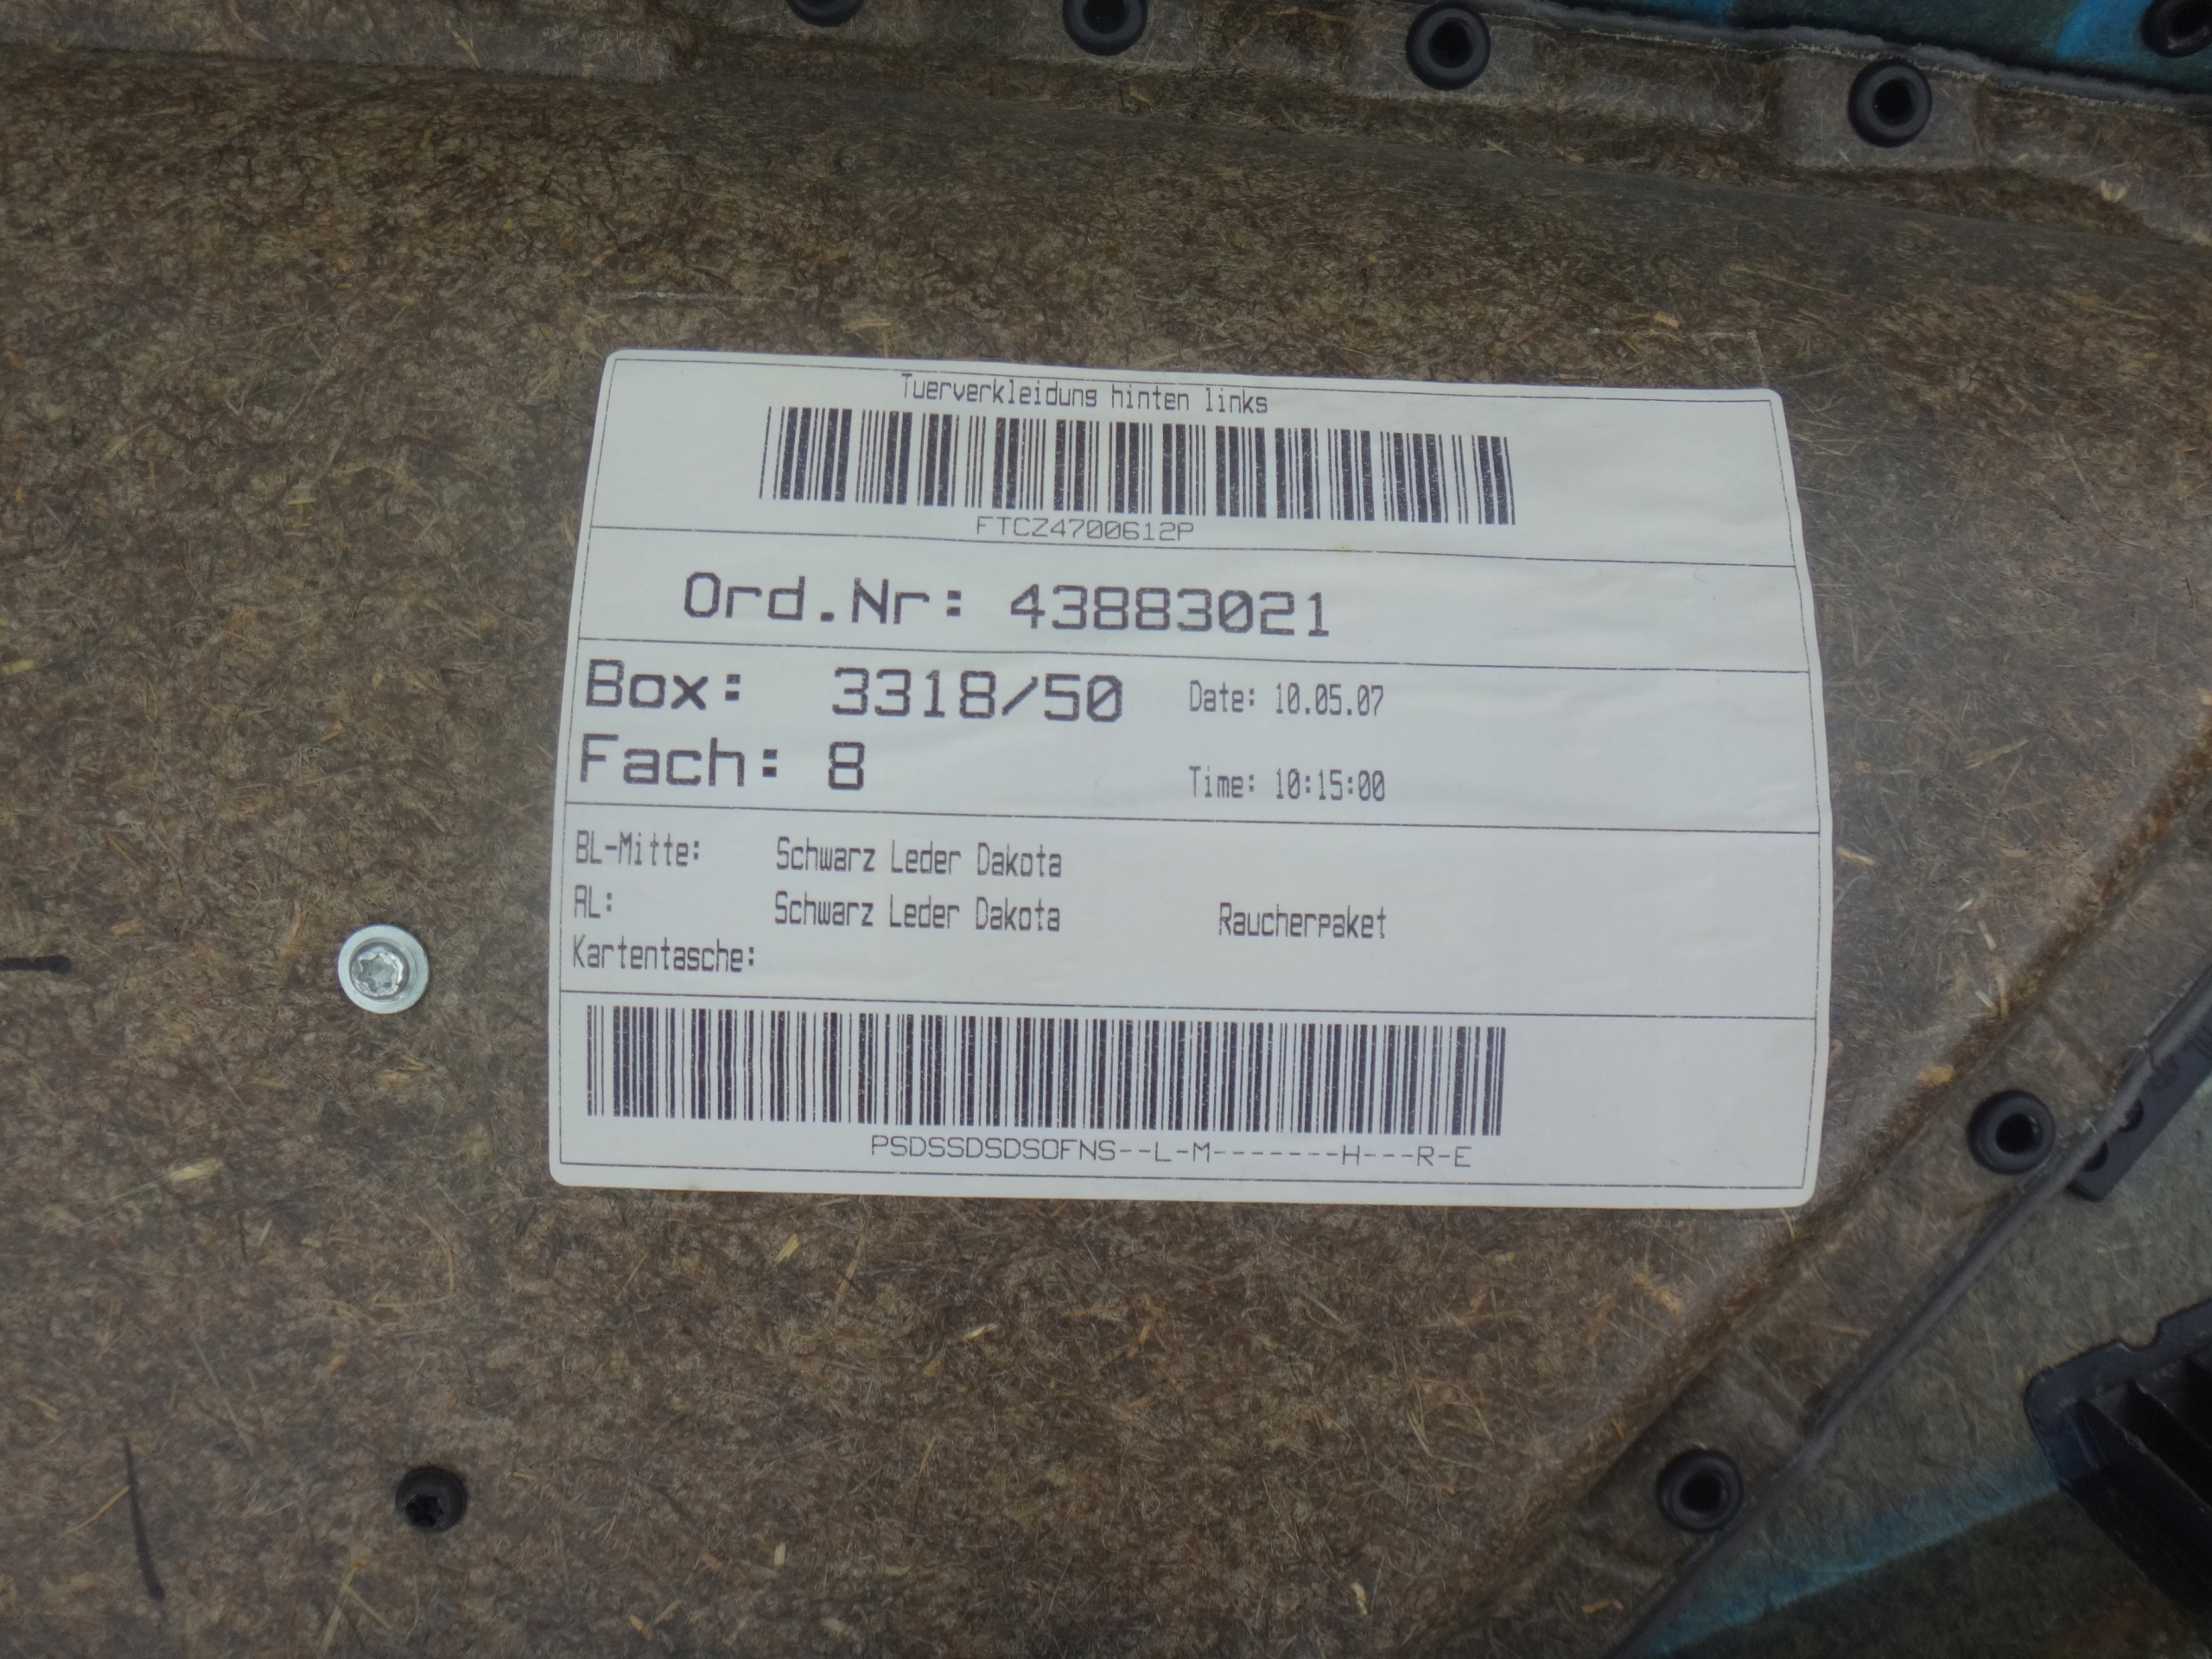 Tuerverkleidung hinten links
FTCZ4700612P
Ord.Nr: 43883021
Box: 3318/50
Date: 10.05.07
Fach: 8
Time: 10:15:00
BL-Mitte: Schwarz Leder Dakota
AL: Schwarz Leder Dakota Raucherpaket
Kartentasche:
PSDSSDSDSOFNS--L-M-------H---R-E